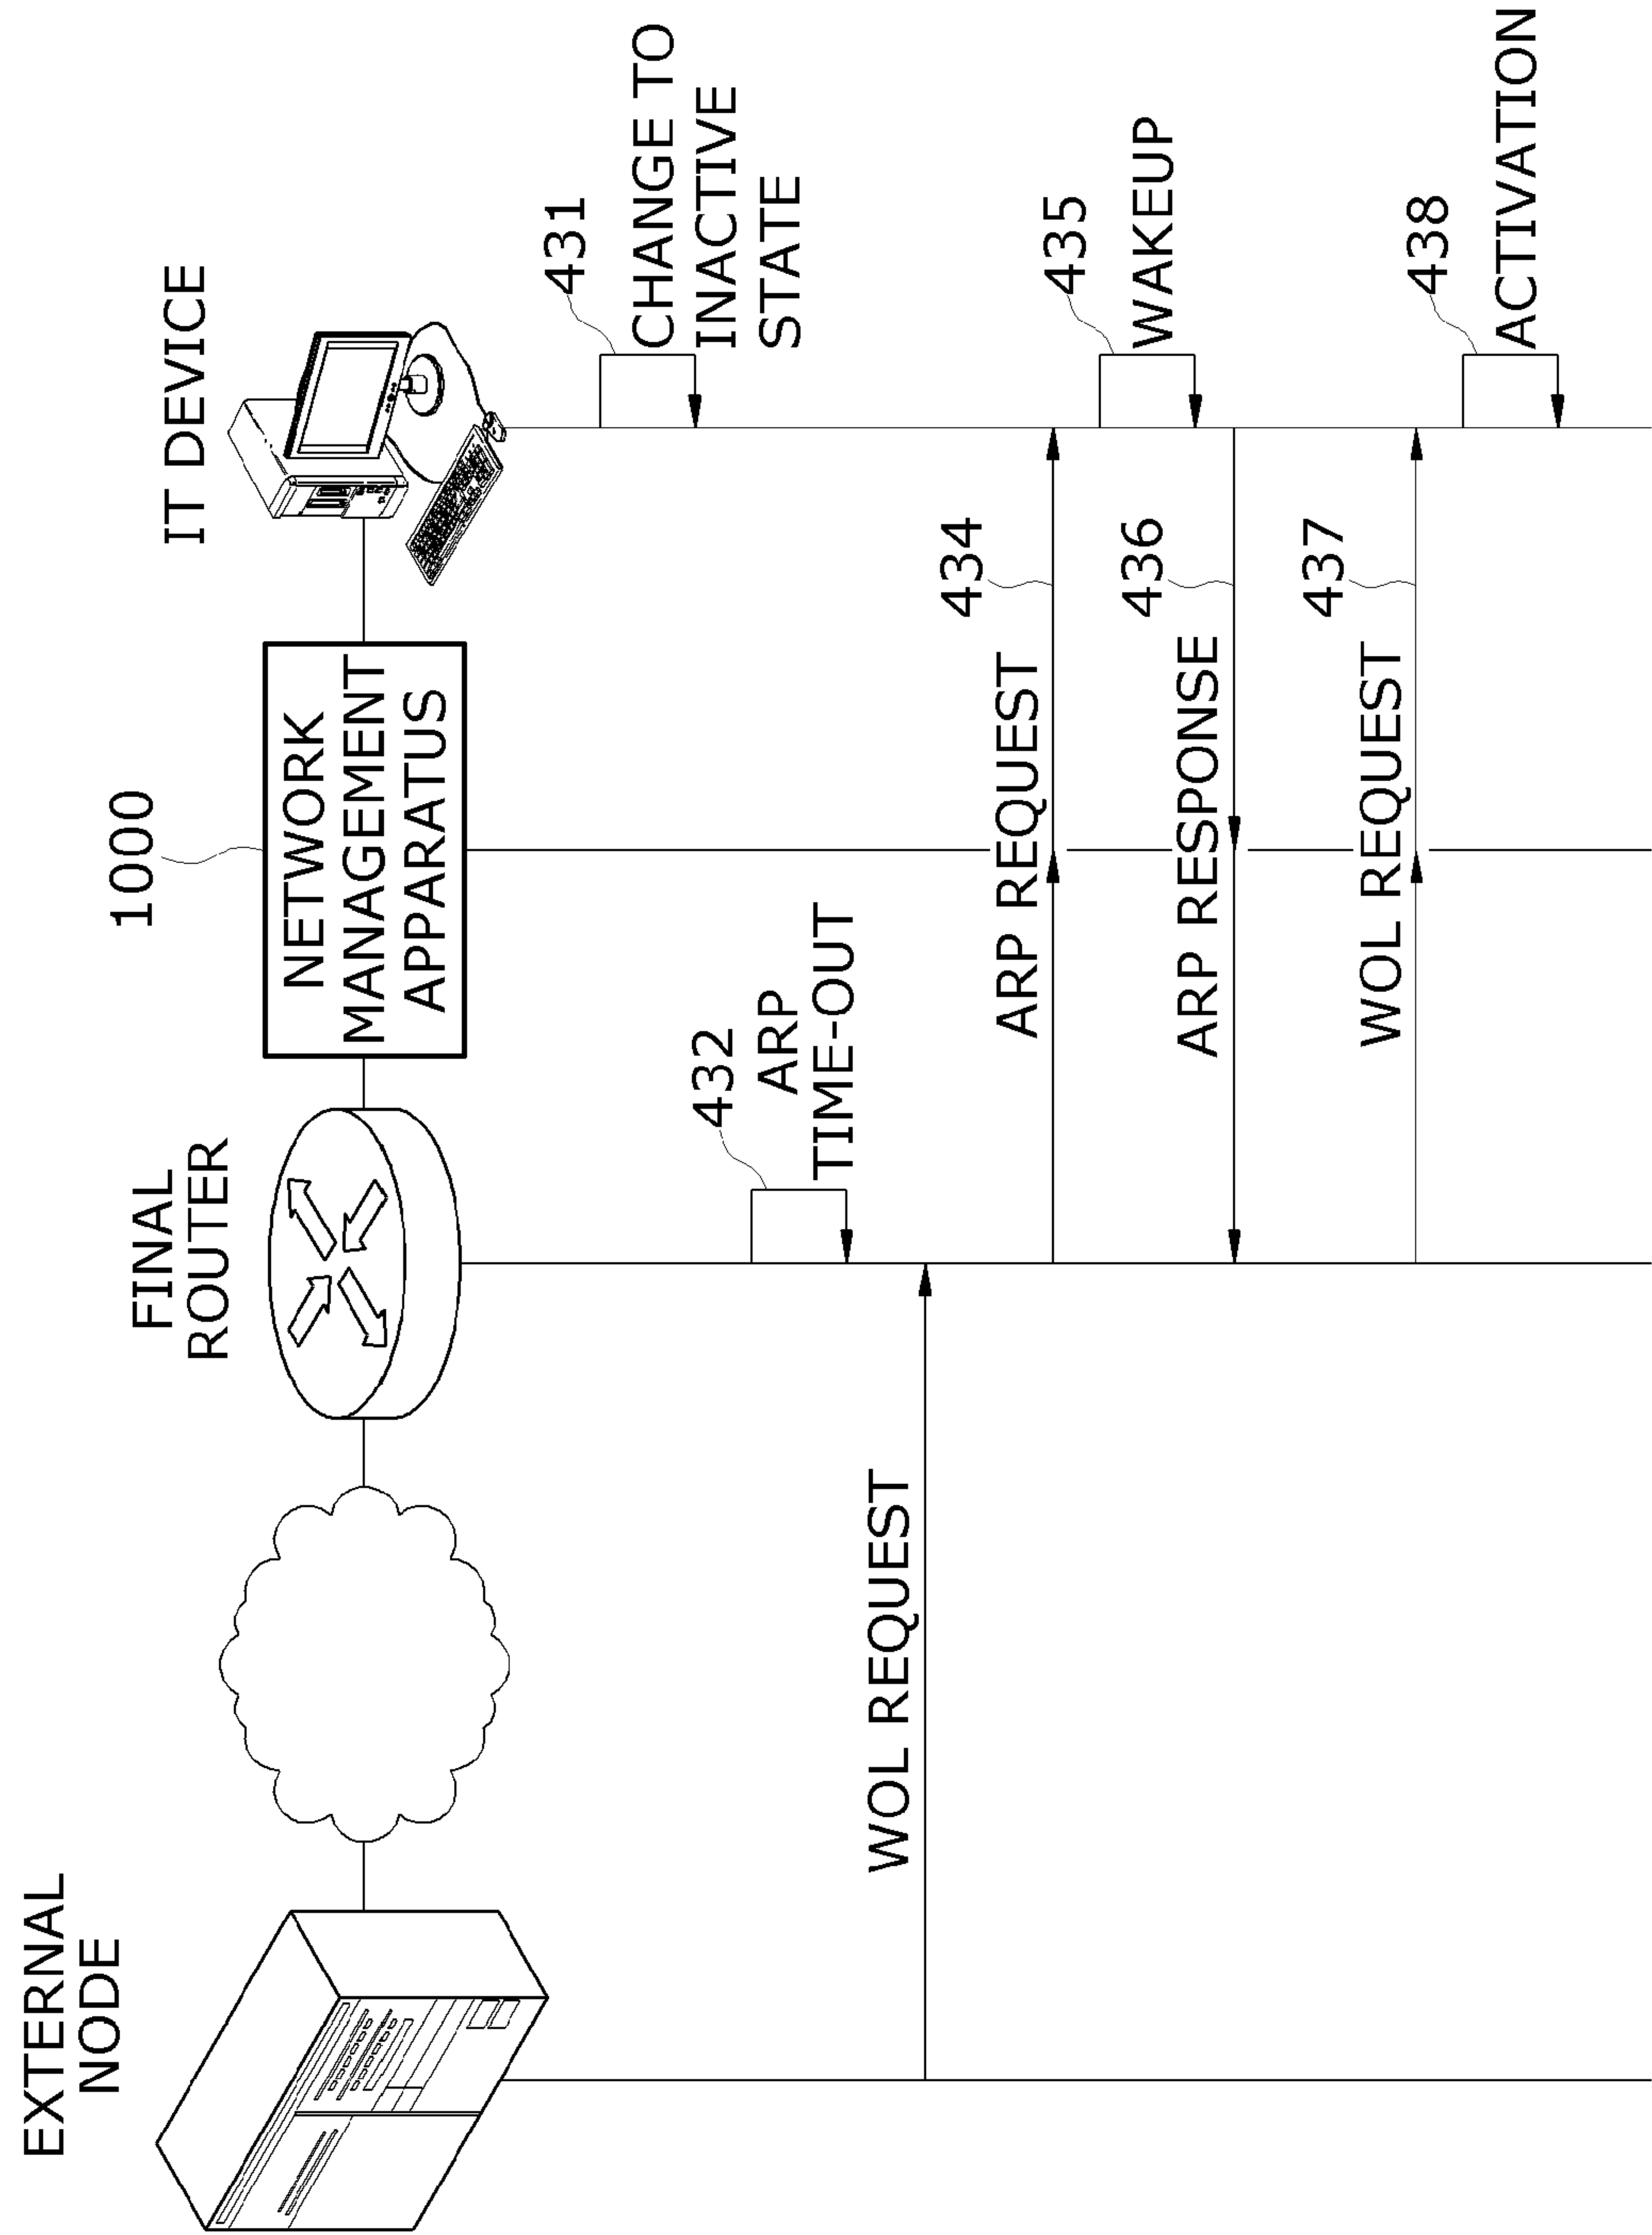 EXTERNAL
NODE
FINAL
ROUTER
1000
NETWORK
MANAGEMENT
APPARATUS
IT DEVICE
431
CHANGE TO
INACTIVE
STATE
432
ARP
TIME-OUT
WOL REQUEST
434
ARP REQUEST
435
WAKEUP
436
ARP RESPONSE
437
WOL REQUEST
438
ACTIVATION